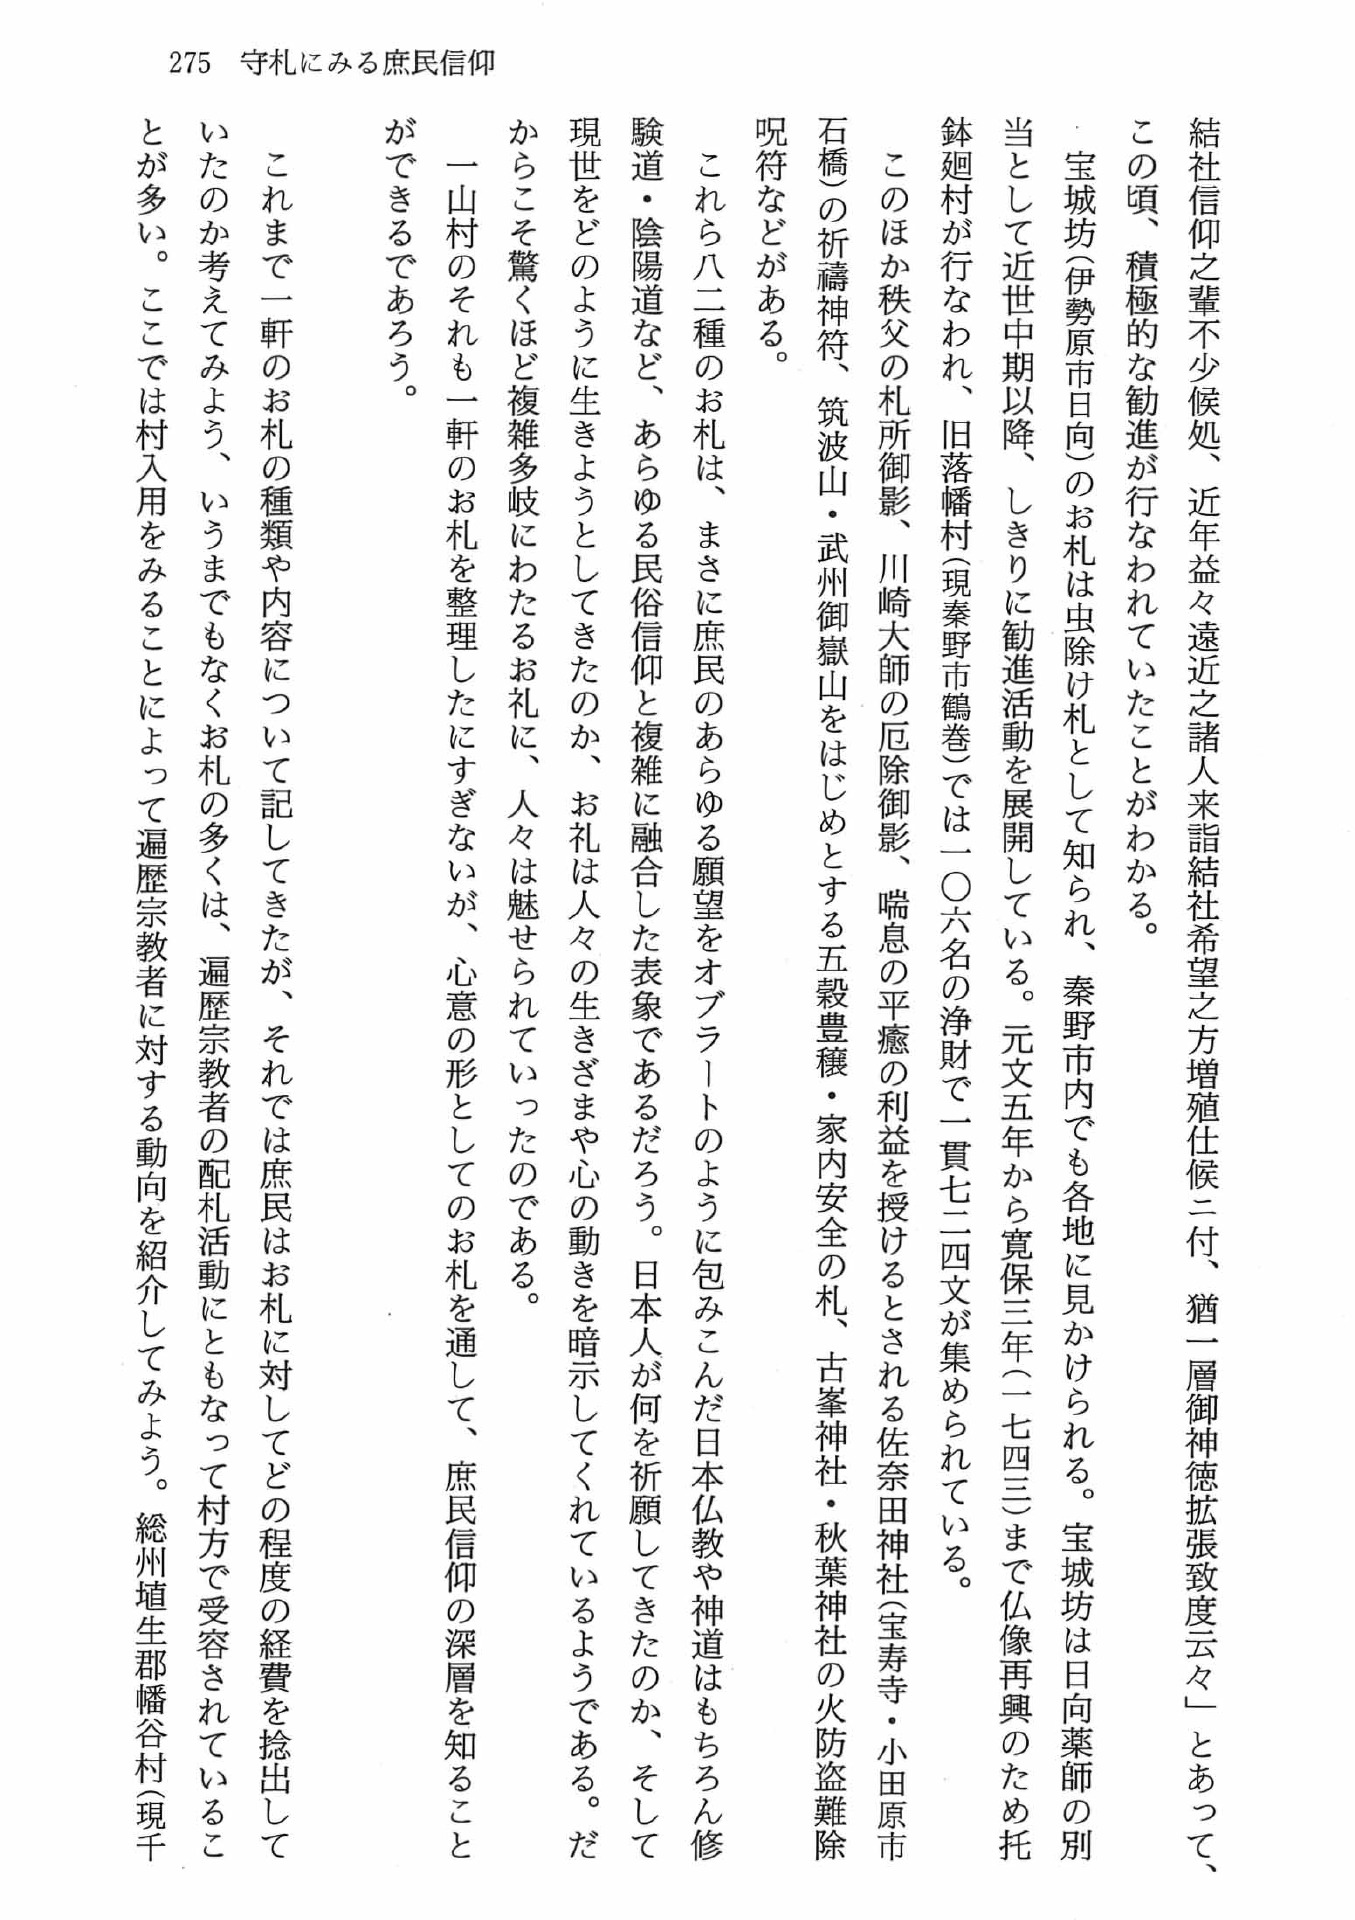 275　守札にみる庶民信仰
結社信仰之輩不少候処、近年益々遠近之諸人来詣結社希望之方増殖仕候ニ付、猶一層御神徳拡張致度云々」とあって、
この頃、積極的な勧進が行なわれていたことがわかる。
　宝城坊（伊勢原市日向）のお札は虫除け札として知られ、秦野市内でも各地に見かけられる。宝城坊は日向薬師の別
当として近世中期以降、しきりに勧進活動を展開している。元文五年から寛保三年（一七四三）まで仏像再興のため托
鉢廻村が行なわれ、旧落幡村（現秦野市鶴巻）では一〇六名の浄財で一貫七二四文が集められている。
　このほか秩父の札所御影、川崎大師の厄除御影、喘息の平癒の利益を授けるとされる佐奈田神社（宝寿寺・小田原市
石橋）の祈禱神符、筑波山・武州御嶽山をはじめとする五穀豊穣・家内安全の札、古峯神社・秋葉神社の火防盗難除
呪符などがある。
　これら八二種のお札は、まさに庶民のあらゆる願望をオブラートのように包みこんだ日本仏教や神道はもちろん修
験道・陰陽道など、あらゆる民俗信仰と複雑に融合した表象であるだろう。日本人が何を祈願してきたのか、そして
現世をどのように生きようとしてきたのか、お礼は人々の生きざまや心の動きを暗示してくれているようである。だ
からこそ驚くほど複雑多岐にわたるお礼に、人々は魅せられていったのである。
　一山村のそれも一軒のお札を整理したにすぎないが、心意の形としてのお札を通して、庶民信仰の深層を知ること
ができるであろう。
　これまで一軒のお札の種類や内容について記してきたが、それでは庶民はお札に対してどの程度の経費を捻出して
いたのか考えてみよう、いうまでもなくお札の多くは、遍歴宗教者の配札活動にともなって村方で受容されているこ
とが多い。ここでは村入用をみることによって遍歴宗教者に対する動向を紹介してみよう。総州埴生郡幡谷村（現千